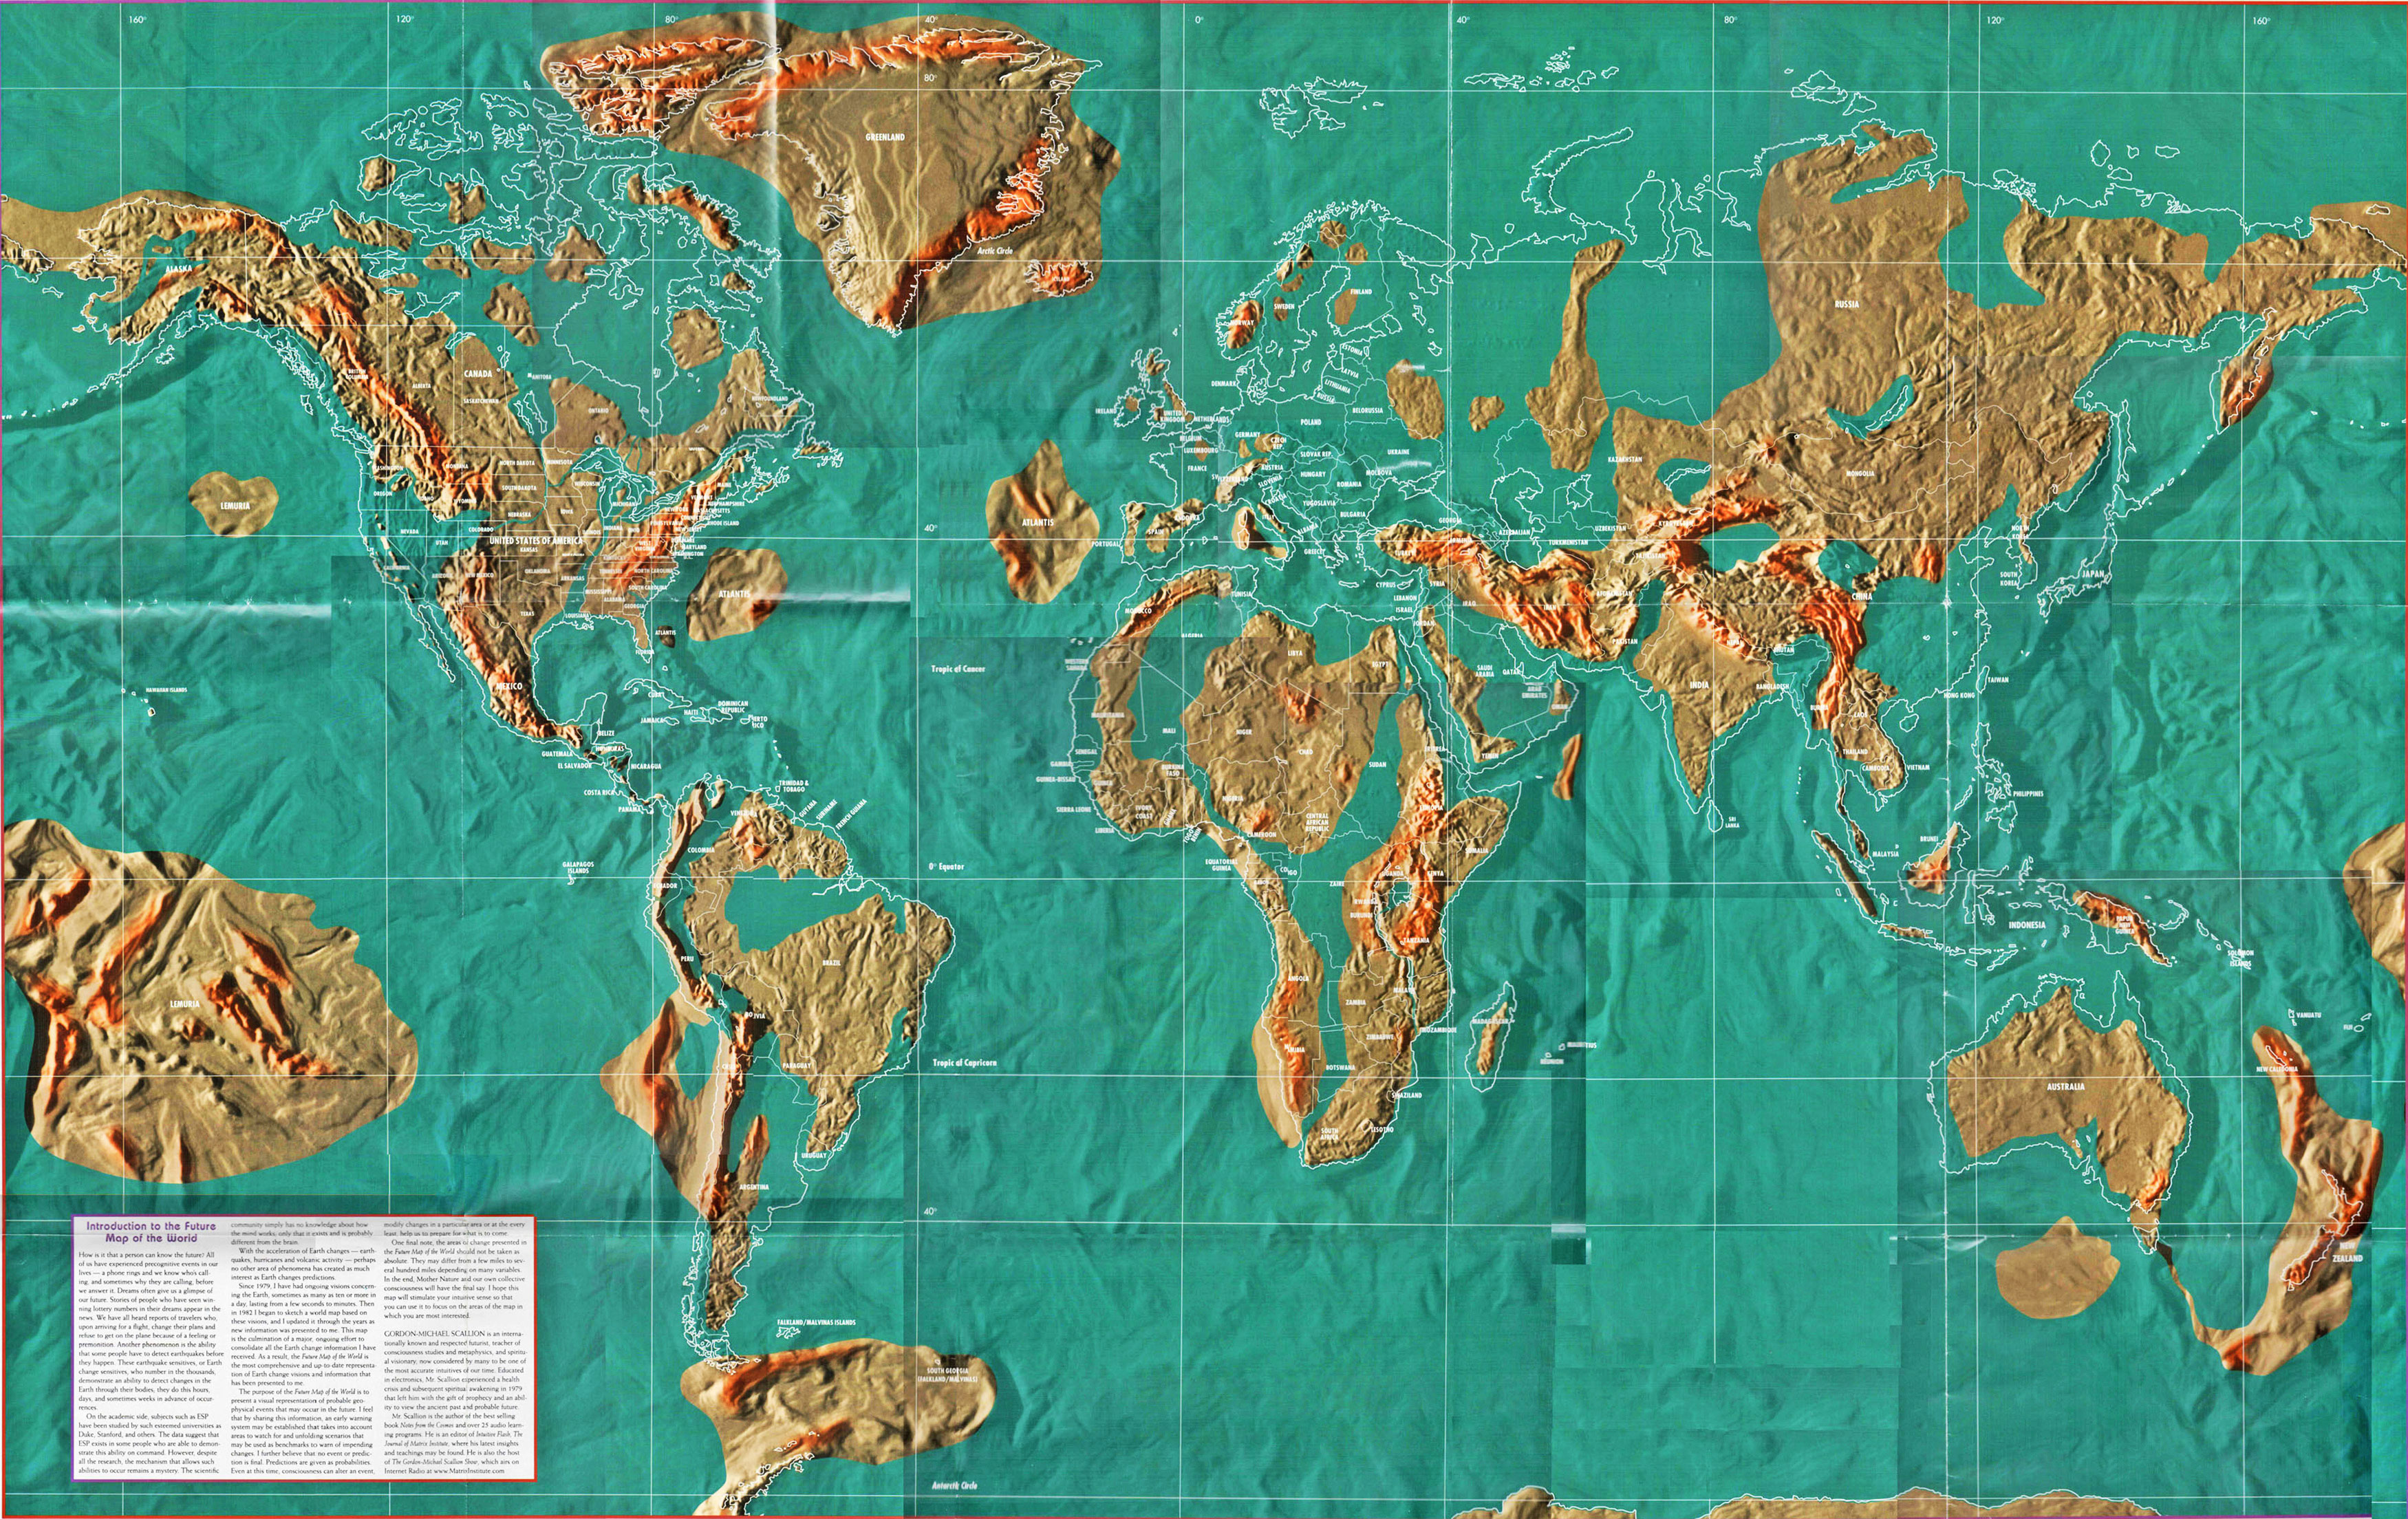 160°
120°
80°
40°
0°
40°
80°
120°
160°
80°
GREENLAND
Arctic Circle
ALASKA
RUSSIA
NORWAY
SWEDEN
FINLAND
BRITISH
COLUMBIA
ALBERTA
CANADA
SASKATCHEWAN
MANITOBA
ONTARIO
NEWFOUNDLAND
ESTONIA
LATVIA
LITHUANIA
RUSSIA
DENMARK
IRELAND
UNITED
KINGDOM
NETHERLANDS
BELGIUM
LUXEMBOURG
GERMANY
POLAND
BELORUSSIA
CZECH
REP.
SLOVAK REP.
UKRAINE
FRANCE
AUSTRIA
HUNGARY
MOLDOVA
SLOVENIA
CROATIA
ROMANIA
YUGOSLAVIA
BULGARIA
ALBANIA
GREECE
ITALY
SPAIN
PORTUGAL
KAZAKHSTAN
MONGOLIA
WASHINGTON
MONTANA
NORTH DAKOTA
MINNESOTA
OREGON
IDAHO
WYOMING
SOUTH DAKOTA
WISCONSIN
MICHIGAN
MAINE
NEBRASKA
IOWA
NEVADA
UTAH
COLORADO
UNITED STATES OF AMERICA
KANSAS
CALIFORNIA
ARIZONA
NEW MEXICO
OKLAHOMA
ARKANSAS
TENNESSEE
NORTH CAROLINA
SOUTH CAROLINA
MISSISSIPPI
ALABAMA
GEORGIA
TEXAS
LOUISIANA
FLORIDA
RHODE ISLAND
MARYLAND
WASHINGTON
LEMURIA
ATLANTIS
ATLANTIS
ATLANTIS
40°
GEORGIA
AZERBAIJAN
TURKMENISTAN
UZBEKISTAN
KYRGYZSTAN
TURKEY
CYPRUS
SYRIA
LEBANON
ISRAEL
JORDAN
IRAQ
IRAN
AFGHANISTAN
PAKISTAN
NORTH
KOREA
SOUTH
KOREA
JAPAN
CHINA
NEPAL
BHUTAN
INDIA
BANGLADESH
BURMA
LAOS
THAILAND
CAMBODIA
VIETNAM
HONG KONG
TAIWAN
PHILIPPINES
SRI
LANKA
BRUNEI
MALAYSIA
INDONESIA
PAPUA
NEW
GUINEA
SOLOMON
ISLANDS
VANUATU
FIJI
NEW CALEDONIA
AUSTRALIA
NEW
ZEALAND
Tropic of Cancer
MOROCCO
ALGERIA
TUNISIA
LIBYA
EGYPT
SAUDI
ARABIA
QATAR
UNITED
ARAB
EMIRATES
OMAN
YEMEN
WESTERN
SAHARA
MAURITANIA
MALI
NIGER
CHAD
SUDAN
ERITREA
SENEGAL
GAMBIA
GUINEA-BISSAU
GUINEA
SIERRA LEONE
LIBERIA
IVORY
COAST
GHANA
BURKINA
FASO
NIGERIA
CAMEROON
CENTRAL
AFRICAN
REPUBLIC
ETHIOPIA
SOMALIA
EQUATORIAL
GUINEA
ZAIRE
UGANDA
KENYA
RWANDA
BURUNDI
TANZANIA
ANGOLA
ZAMBIA
MALAWI
MOZAMBIQUE
ZIMBABWE
NAMIBIA
BOTSWANA
SWAZILAND
LESOTHO
SOUTH
AFRICA
MADAGASCAR
MAURITIUS
REUNION
HAWAIIAN ISLANDS
MEXICO
CUBA
HAITI
DOMINICAN
REPUBLIC
PUERTO
RICO
JAMAICA
BELIZE
GUATEMALA
HONDURAS
EL SALVADOR
NICARAGUA
COSTA RICA
PANAMA
TRINIDAD &
TOBAGO
VENEZUELA
GUYANA
SURINAME
FRENCH GUIANA
COLOMBIA
GALAPAGOS
ISLANDS
ECUADOR
0° Equator
PERU
BRAZIL
BOLIVIA
PARAGUAY
CHILE
URUGUAY
ARGENTINA
LEMURIA
Tropic of Capricorn
40°
FALKLAND/MALVINAS ISLANDS
SOUTH GEORGIA
(FALKLAND/MALVINAS)
Antarctic Circle
Introduction to the Future
Map of the World
How is it that a person can know the future? All
of us have experienced precognitive events in our
lives — a phone rings and we know who's call-
ing, and sometimes why they are calling, before
we answer it. Dreams often give us a glimpse of
our future. Stories of people who have seen win-
ning lottery numbers in their dreams appear in the
news. We have all heard reports of travelers who,
upon arriving for a flight, change their plans and
refuse to get on the plane because of a feeling or
premonition. Another phenomenon is the ability
that some people have to detect earthquakes before
they happen. These earthquake sensitives, or Earth
change sensitives, who number in the thousands,
demonstrate an ability to detect changes in the
Earth through their bodies, they do this hours,
days, and sometimes weeks in advance of occur-
rences.
On the academic side, subjects such as ESP
have been studied by such esteemed universities as
Duke, Stanford, and others. The data suggest that
ESP exists in some people who are able to demon-
strate this ability on command. However, despite
all the research, the mechanism that allows such
abilities to occur remains a mystery. The scientific
community simply has no knowledge about how
the mind works, only that it exists and is probably
different from the brain.
With the acceleration of Earth changes — earth-
quakes, hurricanes and volcanic activity — perhaps
no other area of phenomena has created as much
interest as Earth changes predictions.
Since 1979, I have had ongoing visions concern-
ing the Earth, sometimes as many as ten or more in
a day, lasting from a few seconds to minutes. Then
in 1982 I began to sketch a world map based on
these visions, and I updated it through the years as
new information was presented to me. This map
is the culmination of a major, ongoing effort to
consolidate all the Earth change information I have
received. As a result, the Future Map of the World is
the most comprehensive and up to date representa-
tion of Earth change visions and information that
has been presented to me.
The purpose of the Future Map of the World is to
present a visual representation of probable geo-
physical events that may occur in the future. I feel
that by sharing this information, an early warning
system may be established that takes into account
areas to watch for and unfolding scenarios that
may be used as benchmarks to warn of impending
changes. I further believe that no event or predic-
tion is final. Predictions are given as probabilities.
Even at this time, consciousness can alter an event,
modify changes in a particular area or at the every
least, help us to prepare for what is to come.
One final note, the areas of change presented in
the Future Map of the World should not be taken as
absolute. They may differ from a few miles to sev-
eral hundred miles depending on many variables.
In the end, Mother Nature and our own collective
consciousness will have the final say. I hope this
map will stimulate your intuitive sense so that
you can use it to focus on the areas of the map in
which you are most interested.
GORDON-MICHAEL SCALLION is an interna-
tionally known and respected futurist, teacher of
consciousness studies and metaphysics, and spiritu-
al visionary, now considered by many to be one of
the most accurate intuitives of our time. Educated
in electronics, Mr. Scallion experienced a health
crisis and subsequent spiritual awakening in 1979
that left him with the gift of prophecy and an abil-
ity to view the ancient past and probable future.
Mr. Scallion is the author of the best selling
book Notes from the Cosmos and over 25 audio learn-
ing programs. He is an editor of Intuitive Flash, The
Journal of Matrix Institute, where his latest insights
and teachings may be found. He is also the host
of The Gordon-Michael Scallion Show, which airs on
Internet Radio at www.MatrixInstitute.com